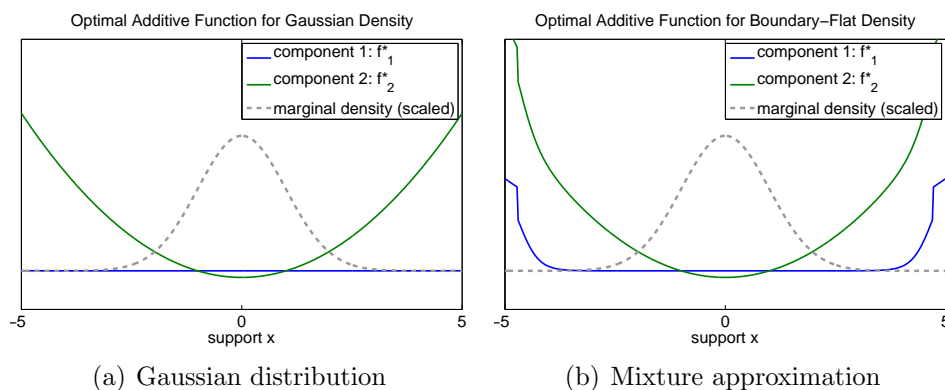 Optimal Additive Function for Gaussian Density
component 1: f*1
component 2: f*2
marginal density (scaled)
−5
0
5
support x
(a) Gaussian distribution
Optimal Additive Function for Boundary−Flat Density
component 1: f*1
component 2: f*2
marginal density (scaled)
−5
0
5
support x
(b) Mixture approximation